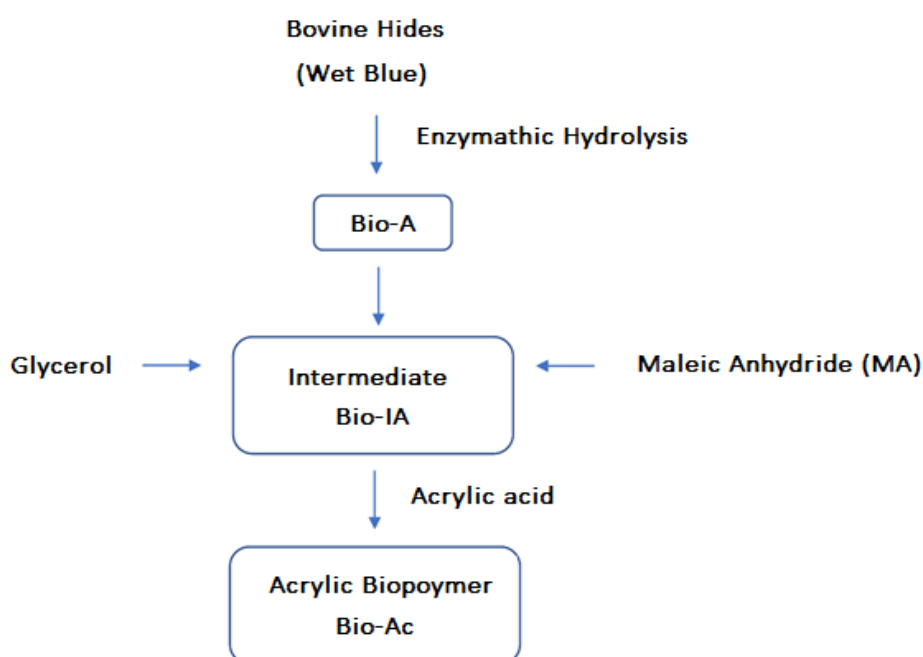 Bovine Hides
(Wet Blue)
Enzymathic Hydrolysis
Bio-A
Glycerol
Intermediate
Bio-IA
Maleic Anhydride (MA)
Acrylic acid
Acrylic Biopoymer
Bio-Ac